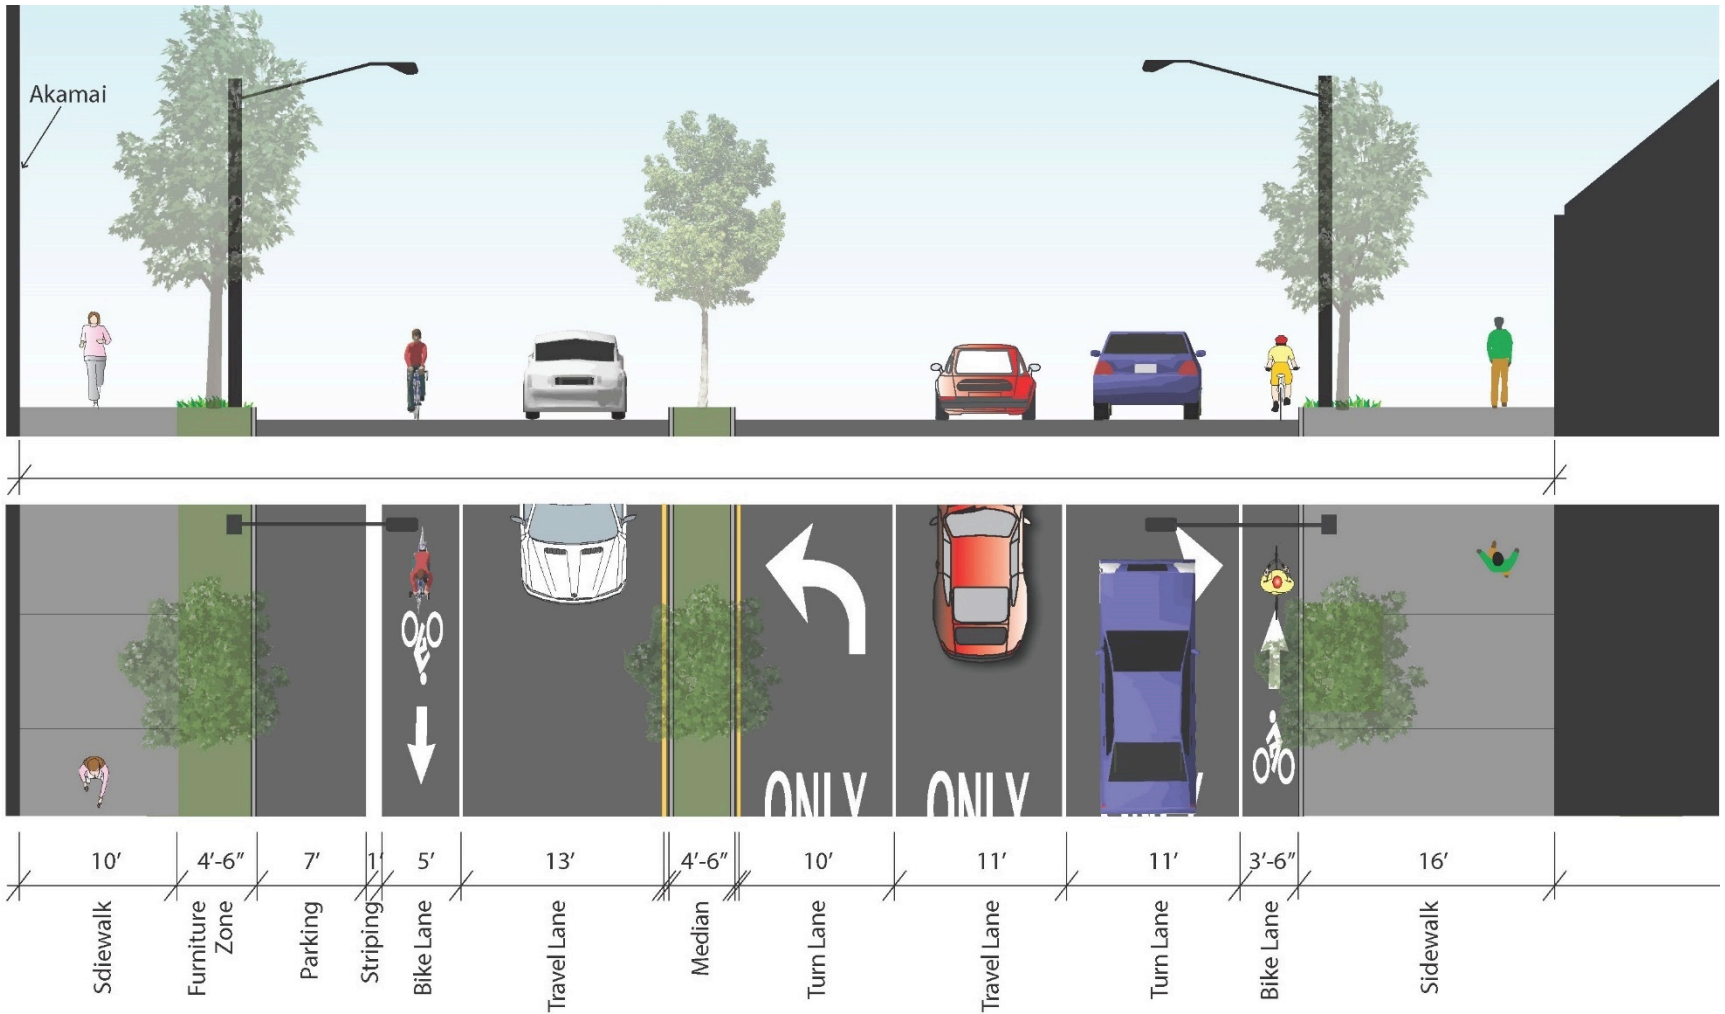 Akamai
ONLY
ONLY
10′
4′-6″
7′
1′
5′
13′
4′-6″
10′
11′
11′
3′-6″
16′
Sdiewalk
Furniture
Zone
Parking
Striping
Bike Lane
Travel Lane
Median
Turn Lane
Travel Lane
Turn Lane
Bike Lane
Sidewalk